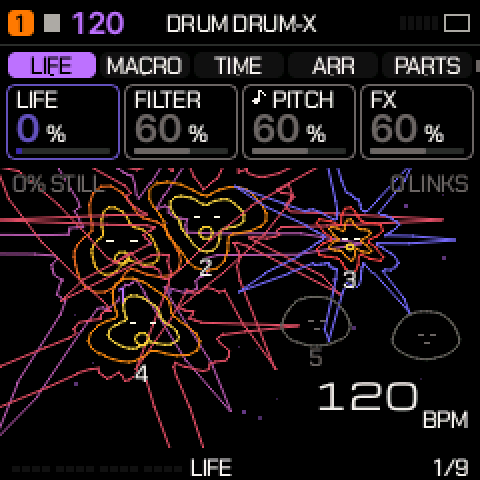 1 120 DRUM DRUM-X
LIFE MACRO TIME ARR PARTS
LIFE FILTER PITCH FX
0 % 60 % 60 % 60 %
0% STILL 0 LINKS
2
3
1
4
5
120 BPM
LIFE 1/9